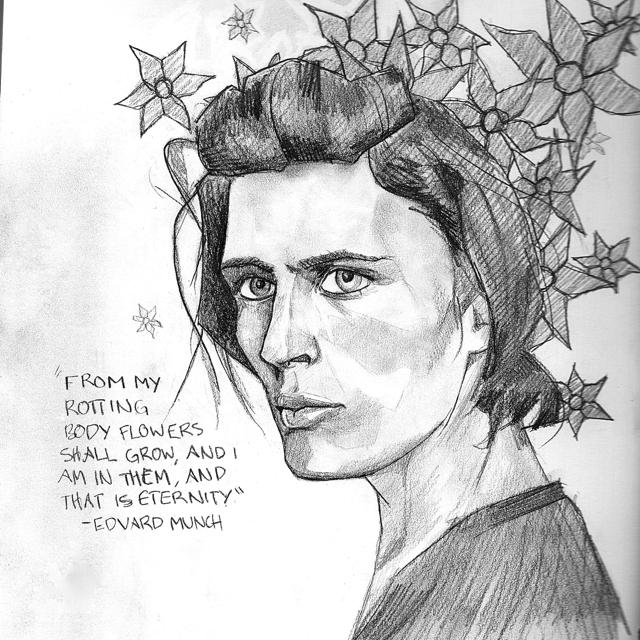 "FROM MY
ROTTING
BODY FLOWERS
SHALL GROW, AND I
AM IN THEM, AND
THAT IS ETERNITY."
-EDVARD MUNCH